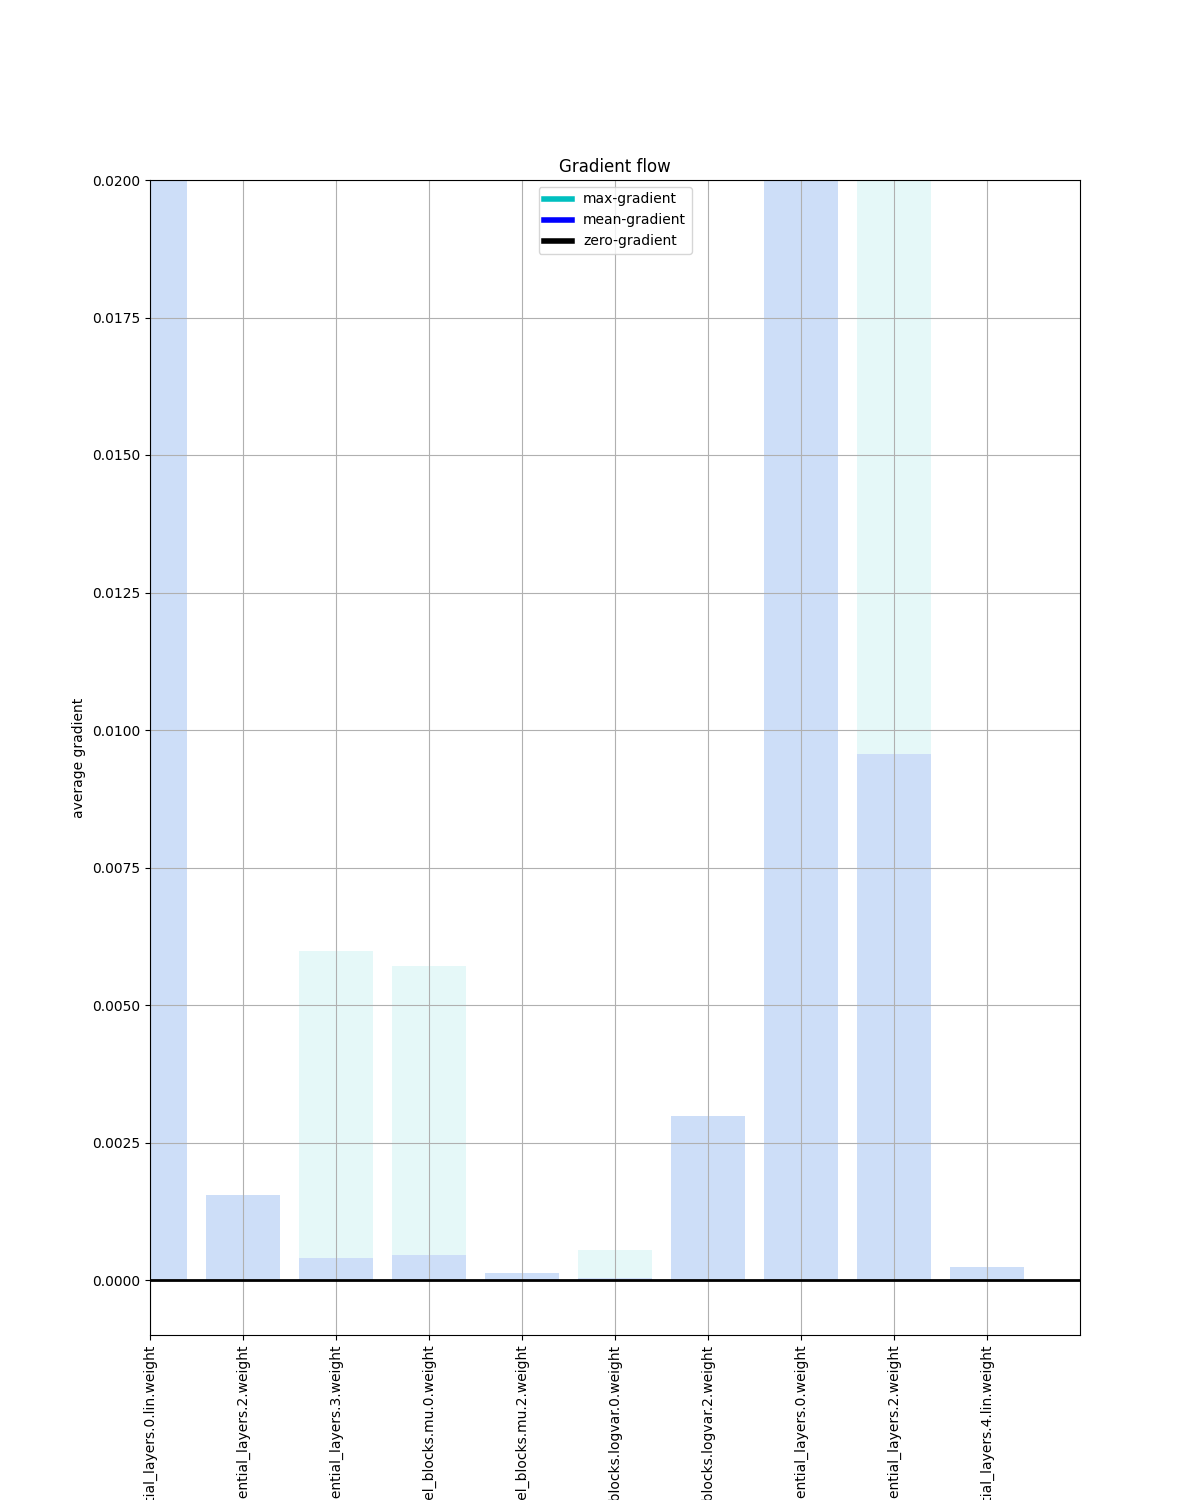 Gradient flow
max-gradient
mean-gradient
zero-gradient
0.0200
0.0175
0.0150
0.0125
0.0100
0.0075
0.0050
0.0025
0.0000
average gradient
tial_layers.0.lin.weight
ential_layers.2.weight
ential_layers.3.weight
el_blocks.mu.0.weight
el_blocks.mu.2.weight
blocks.logvar.0.weight
blocks.logvar.2.weight
ential_layers.0.weight
ential_layers.2.weight
tial_layers.4.lin.weight